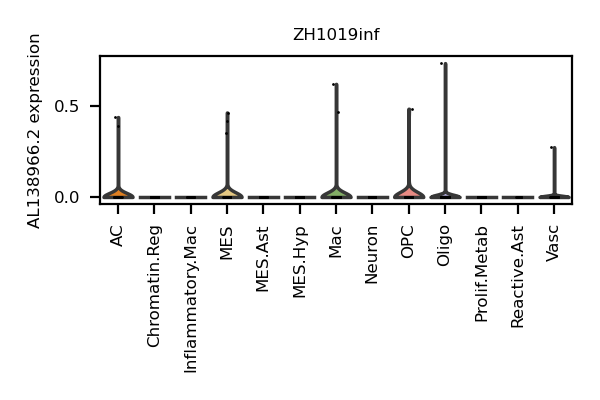 ZH1019inf
AL138966.2 expression
0.5
0.0
AC
Chromatin.Reg
Inflammatory.Mac
MES
MES.Ast
MES.Hyp
Mac
Neuron
OPC
Oligo
Prolif.Metab
Reactive.Ast
Vasc